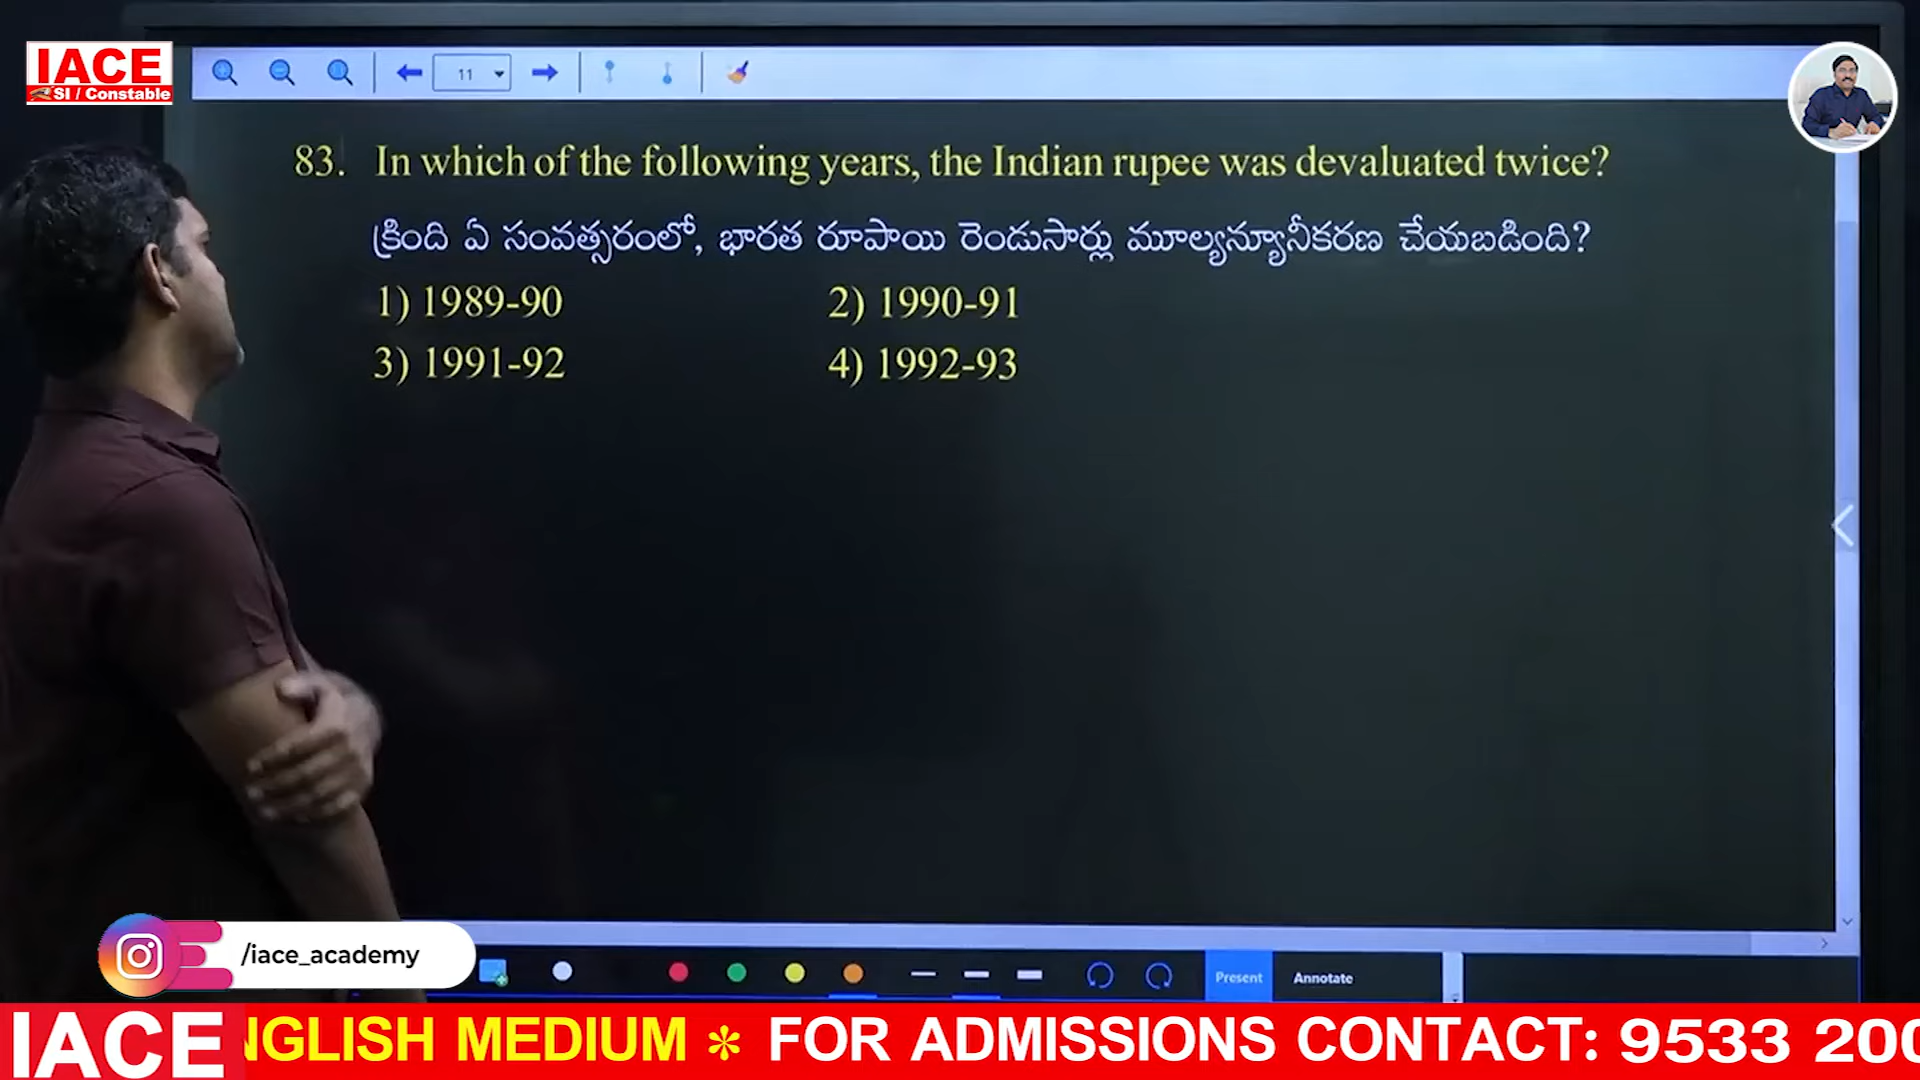 IACE
SI / Constable
11
83. In which of the following years, the Indian rupee was devaluated twice?
క్రింది ఏ సంవత్సరంలో, భారత రూపాయి రెండుసార్లు మూల్యన్యూనీకరణ చేయబడింది?
1) 1989-90 2) 1990-91
3) 1991-92 4) 1992-93
/iace_academy
Present Annotate
IACE NGLISH MEDIUM * FOR ADMISSIONS CONTACT: 9533 200